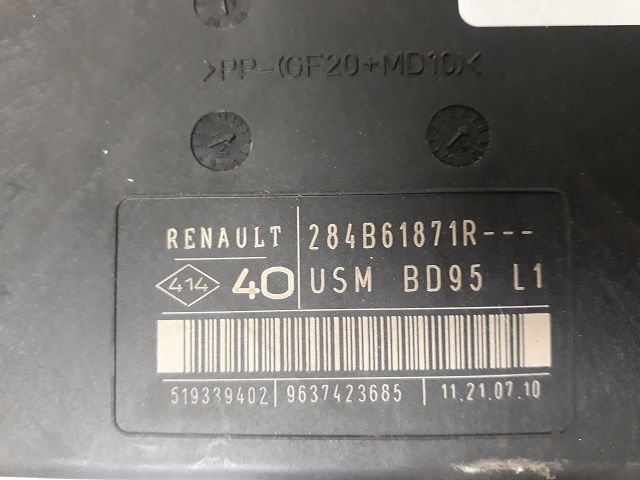 >PP-(GF20+MD10)<
RENAULT 284B61871R---
414 40 USM BD95 L1
519339402 9637423685 11.21.07.10